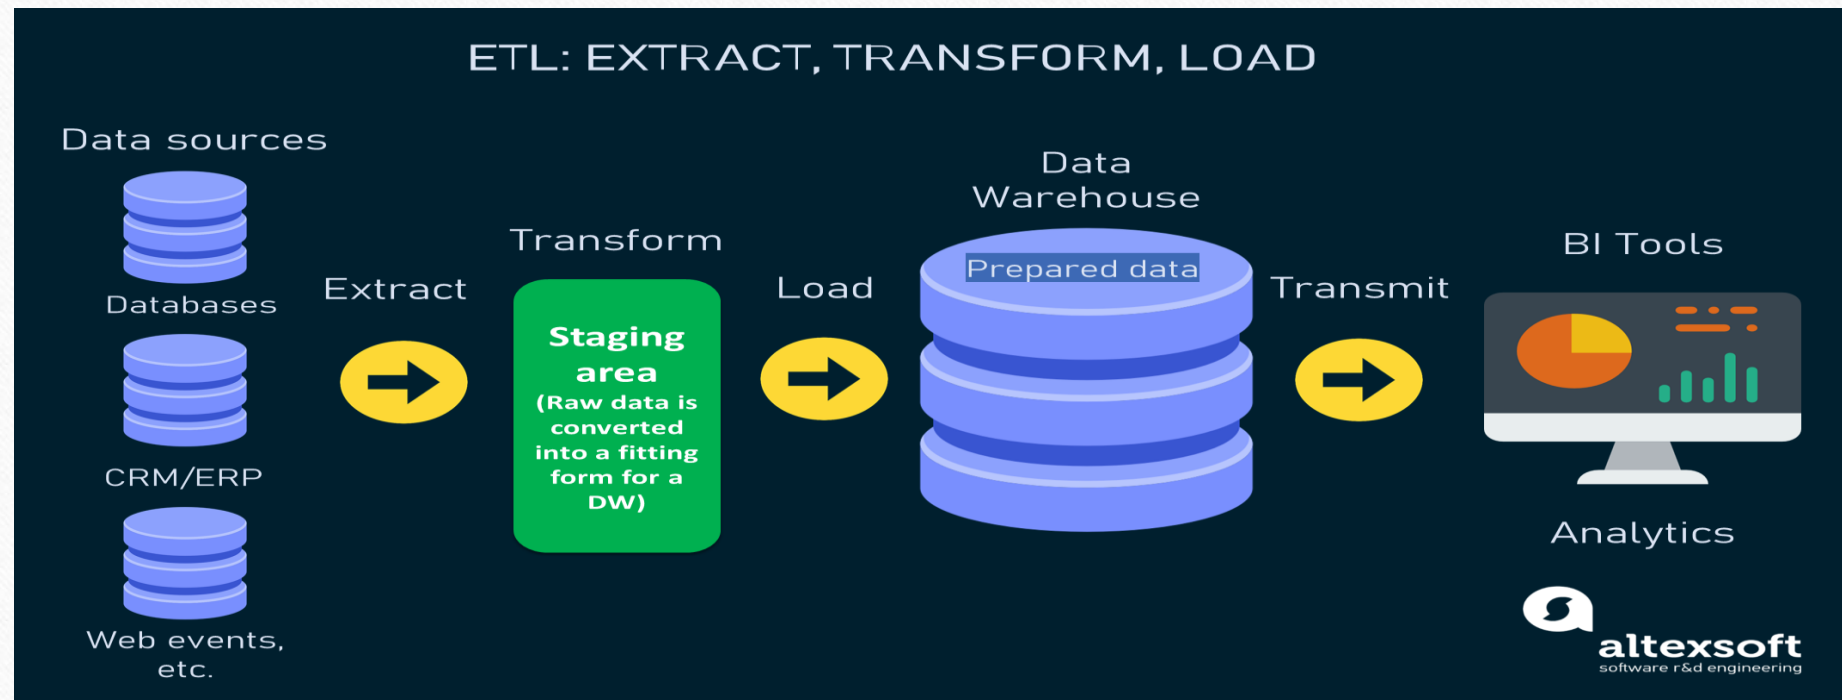 ETL: EXTRACT, TRANSFORM, LOAD
Data sources
Databases
CRM/ERP
Web events,
etc.
Extract
Transform
Staging
area
(Raw data is
converted
into a fitting
form for a
DW)
Load
Data
Warehouse
Prepared data
Transmit
BI Tools
Analytics
altexsoft
software r&d engineering